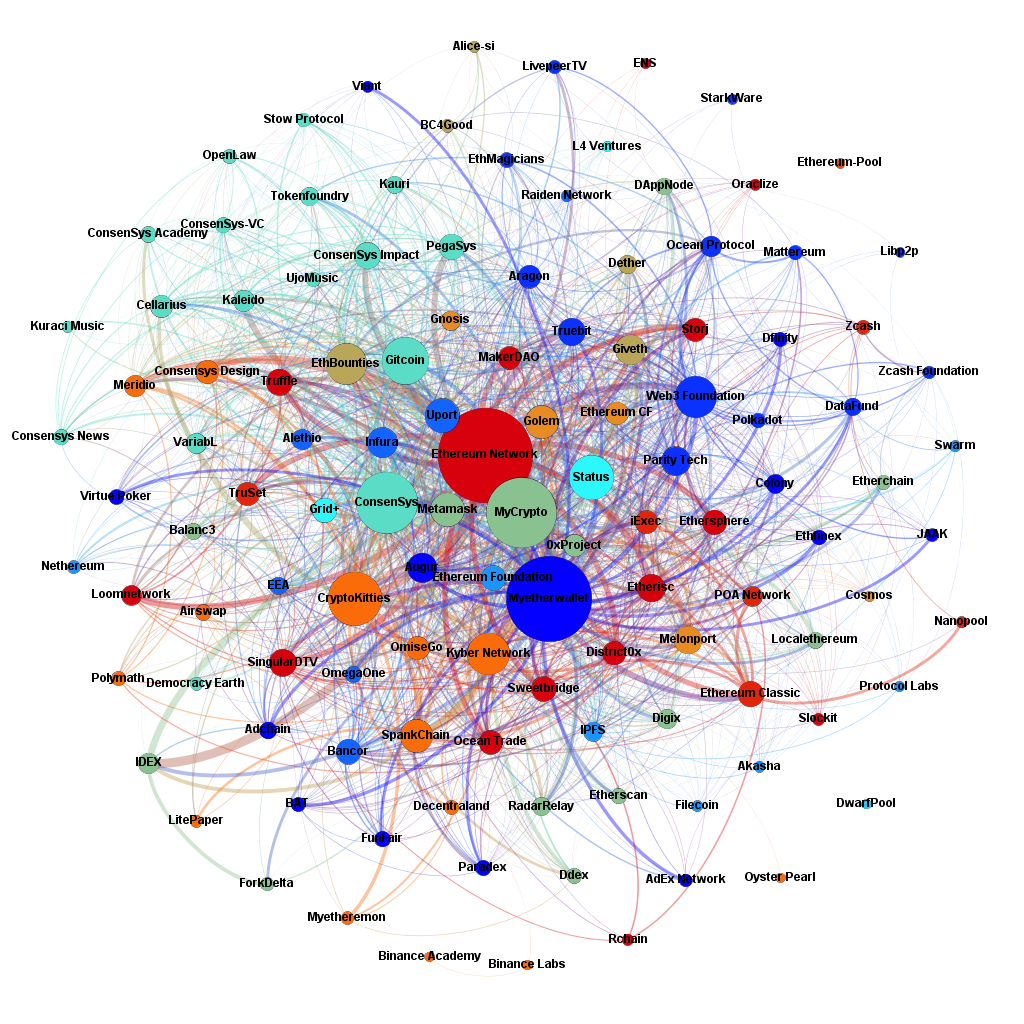 Alice-si
ENS
LivepeerTV
Viant
StarkWare
Stow Protocol
BC4Good
L4 Ventures
OpenLaw
EthMagicians
Ethereum-Pool
Kauri
DAppNode
Oraclize
Tokenfoundry
Raiden Network
ConsenSys-VC
ConsenSys Academy
PegaSys
Ocean Protocol
ConsenSys Impact
Mattereum
Libp2p
Dether
UjoMusic
Aragon
Kaleido
Cellarius
Gnosis
Kuraci Music
Truebit
Storj
Zcash
Dfinity
Giveth
MakerDAO
EthBounties
Gitcoin
Consensys Design
Zcash Foundation
Truffle
Meridio
Web3 Foundation
DataFund
Uport
Ethereum CF
Golem
Polkadot
Consensys News
VariabL
Alethio
Infura
Swarm
Ethereum Network
Parity Tech
Status
Colony
Etherchain
TruSet
Virtue Poker
ConsenSys
Grid+
Metamask
MyCrypto
iExec
Ethersphere
Balanc3
JAAK
Ethinex
0xProject
Nethereum
Augur
Ethereum Foundation
EEA
Etherisc
Loomnetwork
POA Network
Cosmos
CryptoKitties
Myetherwallet
Airswap
Nanopool
Melonport
Localethereum
OmiseGo
Kyber Network
District0x
SingularDTV
OmegaOne
Polymath
Democracy Earth
Protocol Labs
Sweetbridge
Ethereum Classic
Digix
Slockit
Adchain
IPFS
SpankChain
Ocean Trade
Bancor
IDEX
Akasha
Etherscan
BAT
Decentraland
RadarRelay
Filecoin
DwarfPool
LitePaper
FunFair
Paradex
Ddex
AdEx Network
Oyster Pearl
ForkDelta
Myetheremon
Rchain
Binance Academy
Binance Labs